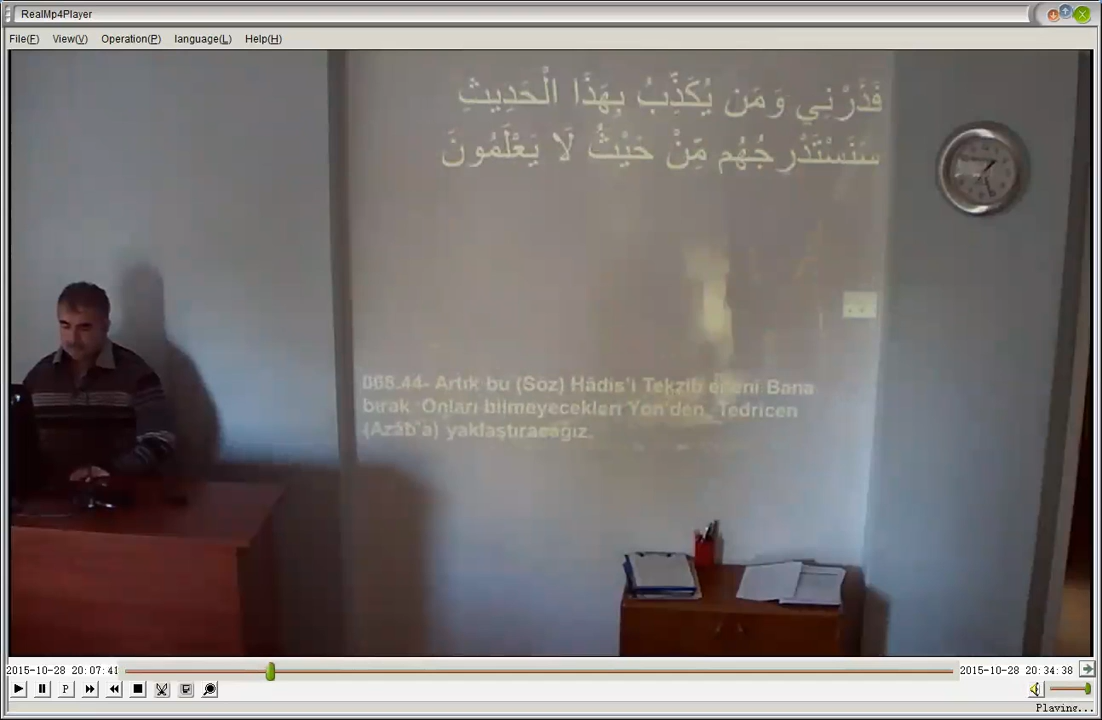 RealMp4Player
File(F) View(V) Operation(P) language(L) Help(H)
فَذَرْنِي وَمَن يُكَذِّبُ بِهَذَا الْحَدِيثِ
سَنَسْتَدْرِجُهُم مِّنْ حَيْثُ لَا يَعْلَمُونَ
068.44- Artık bu (Söz) Hâdis'i Tekzib edeni Bana
bırak. Onları bilmeyecekleri Yön'den, Tedricen
(Azâb'a) yaklaştıracağız.
2015-10-28 20:07:41 2015-10-28 20:34:38
P
Playing...